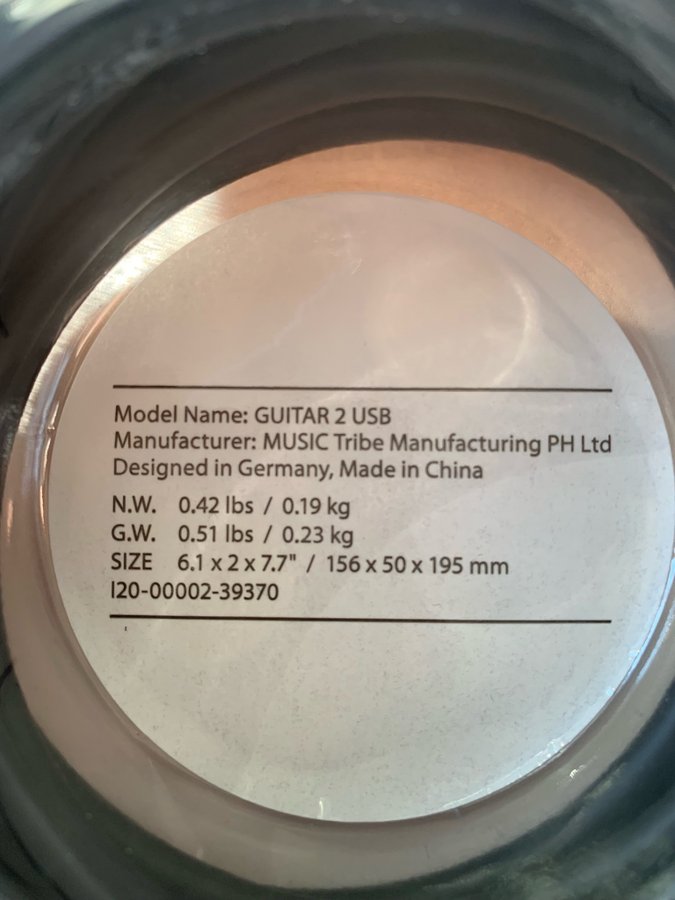 Model Name: GUITAR 2 USB
Manufacturer: MUSIC Tribe Manufacturing PH Ltd
Designed in Germany, Made in China
N.W. 0.42 lbs / 0.19 kg
G.W. 0.51 lbs / 0.23 kg
SIZE 6.1 x 2 x 7.7" / 156 x 50 x 195 mm
I20-00002-39370